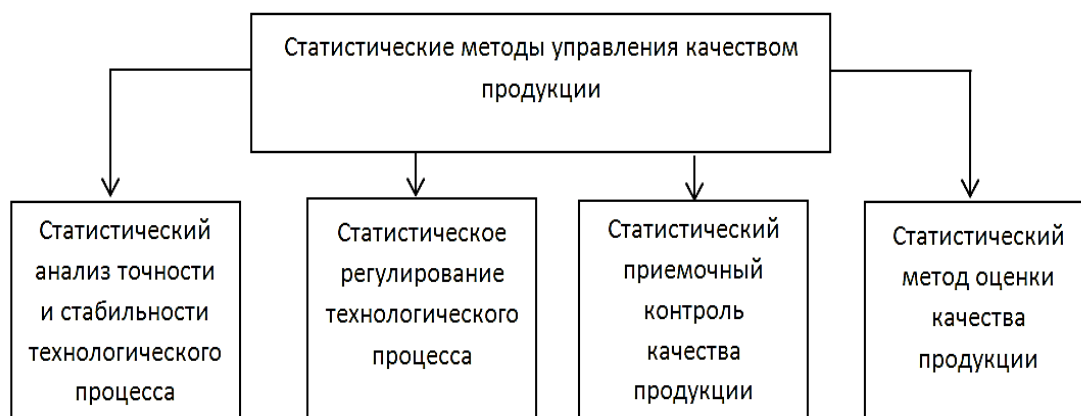 Статистические методы управления качеством
продукции
Статистический
анализ точности
и стабильности
технологического
процесса
Статистическое
регулирование
технологического
процесса
Статистический
приемочный
контроль
качества
продукции
Статистический
метод оценки
качества
продукции